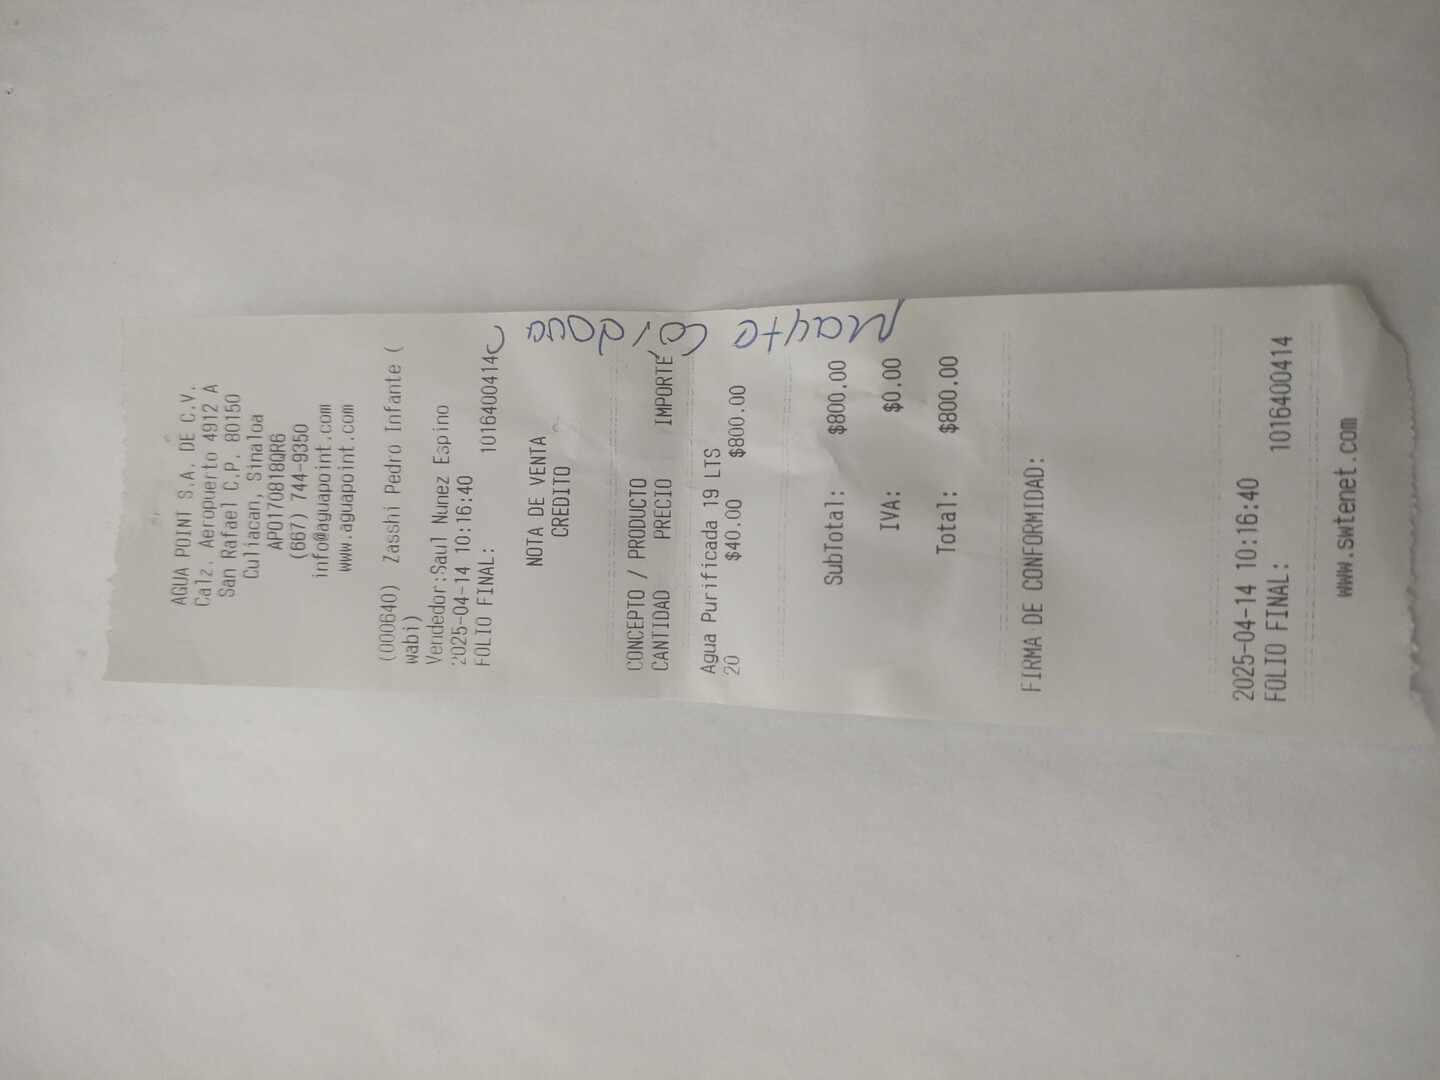 AGUA POINT S.A. DE C.V.
Calz. Aeropuerto 4912 A
San Rafael C.P. 80150
Culiacan, Sinaloa
APO170818QR6
(667) 744-9350
info@aguapoint.com
www.aguapoint.com
(000640) Zasshi Pedro Infante (
wabi)
Vendedor:Saul Nunez Espino
2025-04-14 10:16:40
FOLIO FINAL: 1016400414
NOTA DE VENTA
CREDITO
CONCEPTO / PRODUCTO
CANTIDAD PRECIO IMPORTE
Agua Purificada 19 LTS
20 $40.00 $800.00
SubTotal: $800.00
IVA: $0.00
Total: $800.00
FIRMA DE CONFORMIDAD:
2025-04-14 10:16:40
FOLIO FINAL: 1016400414
www.swtenet.com
Mayta